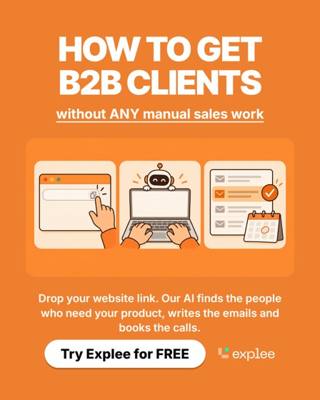 HOW TO GET
B2B CLIENTS
without ANY manual sales work
Drop your website link. Our AI finds the people
who need your product, writes the emails and
books the calls.
Try Explee for FREE
explee